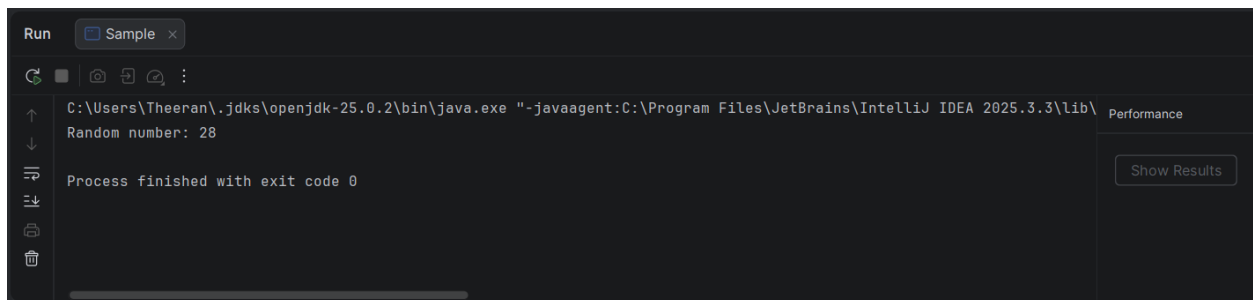 Run Sample
C:\Users\Theeran\.jdks\openjdk-25.0.2\bin\java.exe "-javaagent:C:\Program Files\JetBrains\IntelliJ IDEA 2025.3.3\lib\
Performance
Random number: 28
Show Results
Process finished with exit code 0